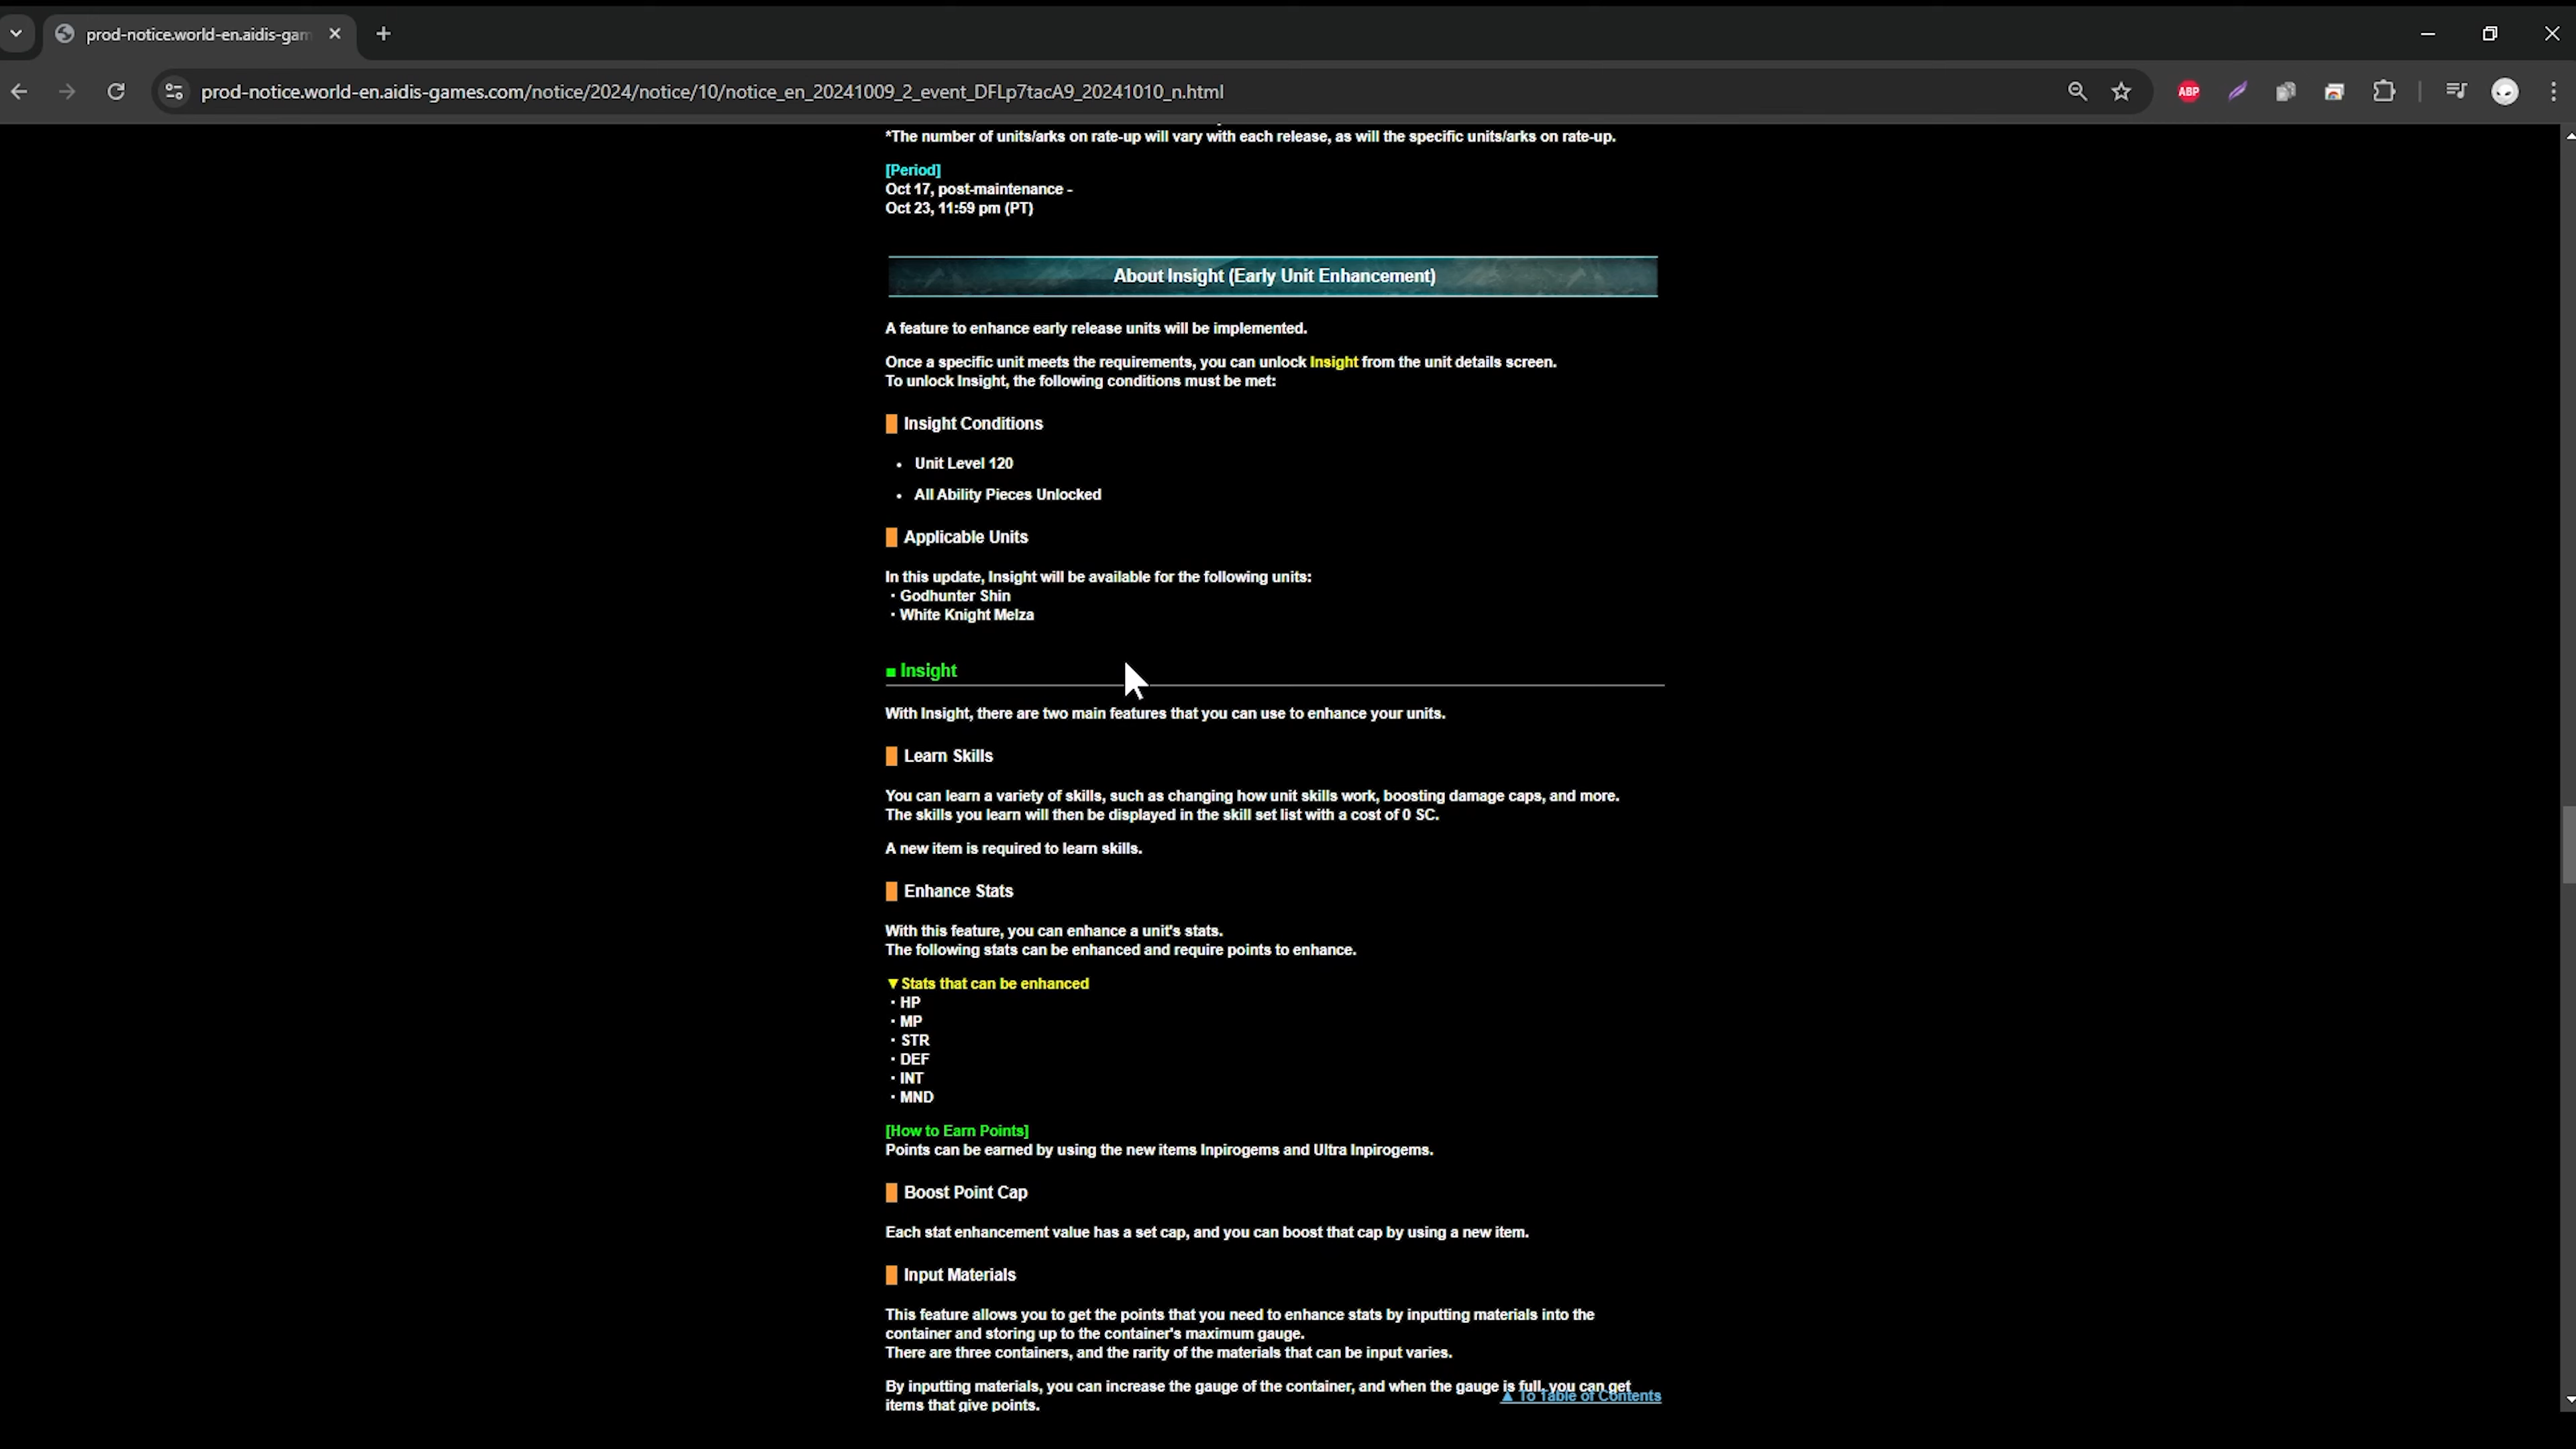 prod-notice.world-en.aidis-gam
prod-notice.world-en.aidis-games.com/notice/2024/notice/10/notice_en_20241009_2_event_DFLp7tacA9_20241010_n.html
ABP
*The number of units/arks on rate-up will vary with each release, as will the specific units/arks on rate-up.
[Period]
Oct 17, post-maintenance -
Oct 23, 11:59 pm (PT)
About Insight (Early Unit Enhancement)
A feature to enhance early release units will be implemented.
Once a specific unit meets the requirements, you can unlock Insight from the unit details screen.
To unlock Insight, the following conditions must be met:
Insight Conditions
• Unit Level 120
• All Ability Pieces Unlocked
Applicable Units
In this update, Insight will be available for the following units:
・Godhunter Shin
・White Knight Melza
■ Insight
With Insight, there are two main features that you can use to enhance your units.
Learn Skills
You can learn a variety of skills, such as changing how unit skills work, boosting damage caps, and more.
The skills you learn will then be displayed in the skill set list with a cost of 0 SC.
A new item is required to learn skills.
Enhance Stats
With this feature, you can enhance a unit's stats.
The following stats can be enhanced and require points to enhance.
▼Stats that can be enhanced
・HP
・MP
・STR
・DEF
・INT
・MND
[How to Earn Points]
Points can be earned by using the new items Inpirogems and Ultra Inpirogems.
Boost Point Cap
Each stat enhancement value has a set cap, and you can boost that cap by using a new item.
Input Materials
This feature allows you to get the points that you need to enhance stats by inputting materials into the
container and storing up to the container's maximum gauge.
There are three containers, and the rarity of the materials that can be input varies.
By inputting materials, you can increase the gauge of the container, and when the gauge is full, you can get
▲ To Table of Contents
items that give points.